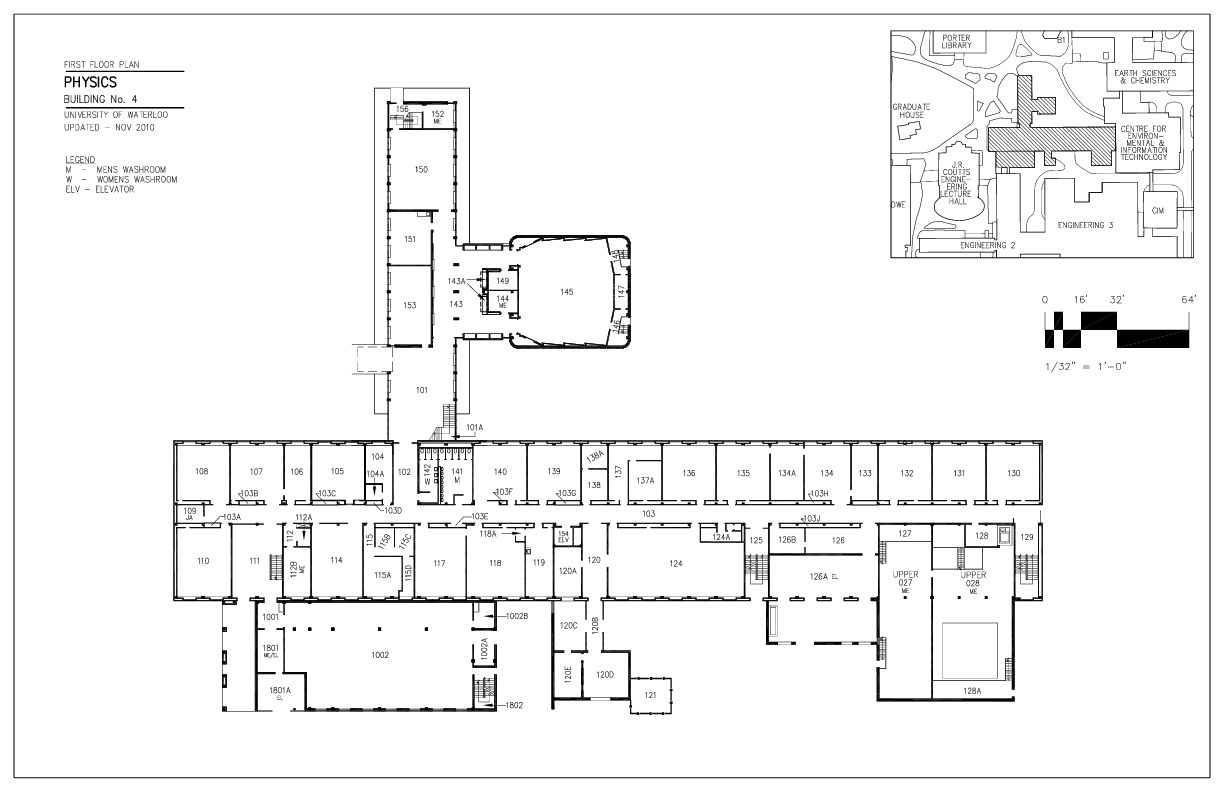 FIRST FLOOR PLAN
PHYSICS
BUILDING No. 4
UNIVERSITY OF WATERLOO
UPDATED – NOV 2010
LEGEND
M – MENS WASHROOM
W – WOMENS WASHROOM
ELV – ELEVATOR
PORTER
LIBRARY
B1
EARTH SCIENCES
& CHEMISTRY
GRADUATE
HOUSE
CENTRE FOR
ENVIRON-
MENTAL &
INFORMATION
TECHNOLOGY
J.R.
COUTTS
ENGINE-
ERING
LECTURE
HALL
OWE
CIM
ENGINEERING 3
ENGINEERING 2
0 16' 32' 64'
1/32" = 1'-0"
156
152
ME
150
151
153
143A
143
149
144
ME
145
148
147
146
101
101A
108
107
106
105
104
104A
102
142
W
141
M
140
139
138A
138
137
137A
136
135
134A
134
133
132
131
130
103B
103C
103D
103F
103G
103H
109
JA
103A
112A
103E
103
103J
110
111
112
112B
ME
114
115
115B
115C
115A
115D
117
118A
118
119
154
ELV
120A
120
124
124A
125
126B
126
126A EL
127
128
129
UPPER
027
ME
UPPER
028
ME
128A
1001
1801
ME/EL
1801A
EL
1002
1002B
1002A
1802
120C
120B
120E
120D
121